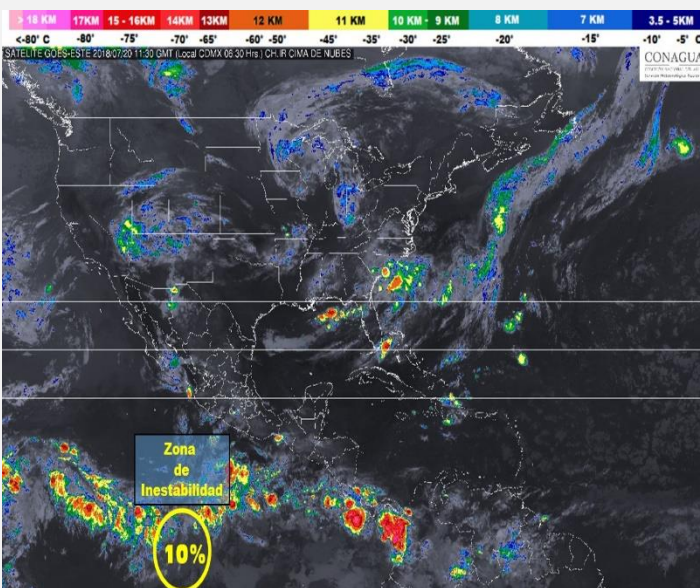 > 18 KM 17KM 15 - 16KM 14KM 13KM 12 KM 11 KM 10 KM - 9 KM 8 KM 7 KM 3.5-5KM
<-80° C -80° -70° -60° -50° -45° -35° -30° -25° -20° -15° -10° -5° C
SATELITE GOES-ESTE 2018/07/20 11:30 GMT (Local CDMX 06:30 Hrs ) CH.IR CIMA DE NUBES
CONAGUA
Zona
de
Inestabilidad
10%